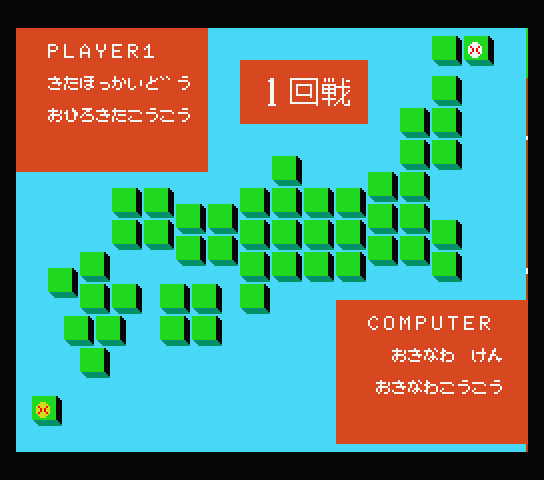 PLAYER1
きたほっかいど゛う
おひろきたこうこう
1回戦
COMPUTER
おきなわ けん
おきなわこうこう